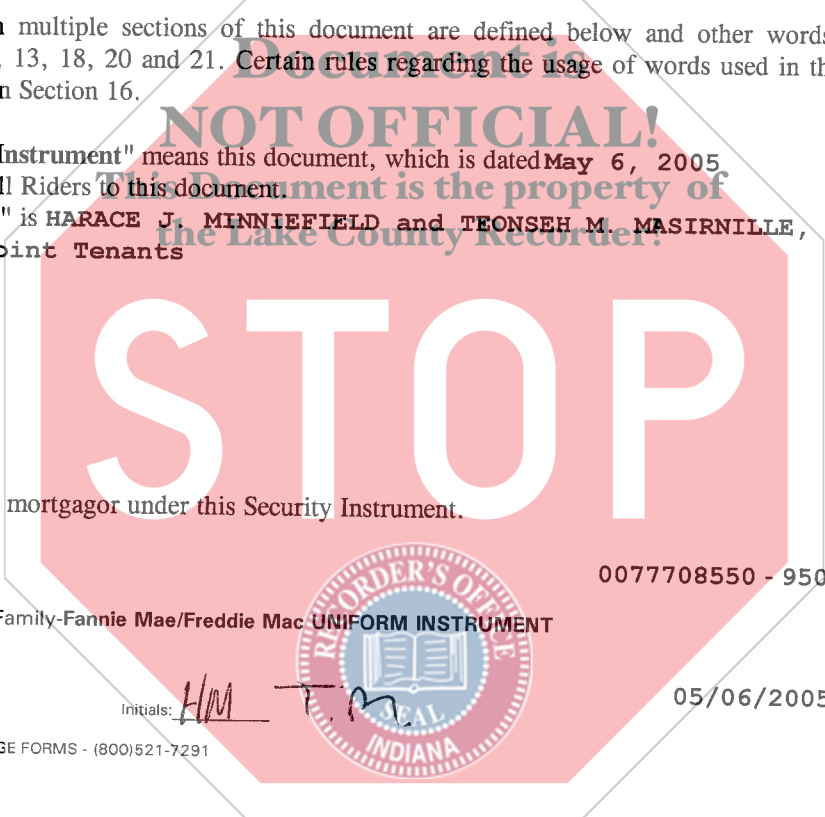 multiple sections of this document are defined below and other words
, 13, 18, 20 and 21. Certain rules regarding the usage of words used in th
n Section 16.
Document is
NOT OFFICIAL!
Instrument" means this document, which is dated May 6, 2005
ll Riders to this document.
This Document is the property of
" is HARACE J. MINNIEFIELD and TEONSEH M. MASIRNILLE,
the Lake County Recorder!
oint Tenants
STOP
mortgagor under this Security Instrument.
0077708550 - 950
Family-Fannie Mae/Freddie Mac UNIFORM INSTRUMENT
RECORDER'S OFFICE
SEAL
INDIANA
Initials: HM T.M
05/06/2005
GE FORMS - (800)521-7291